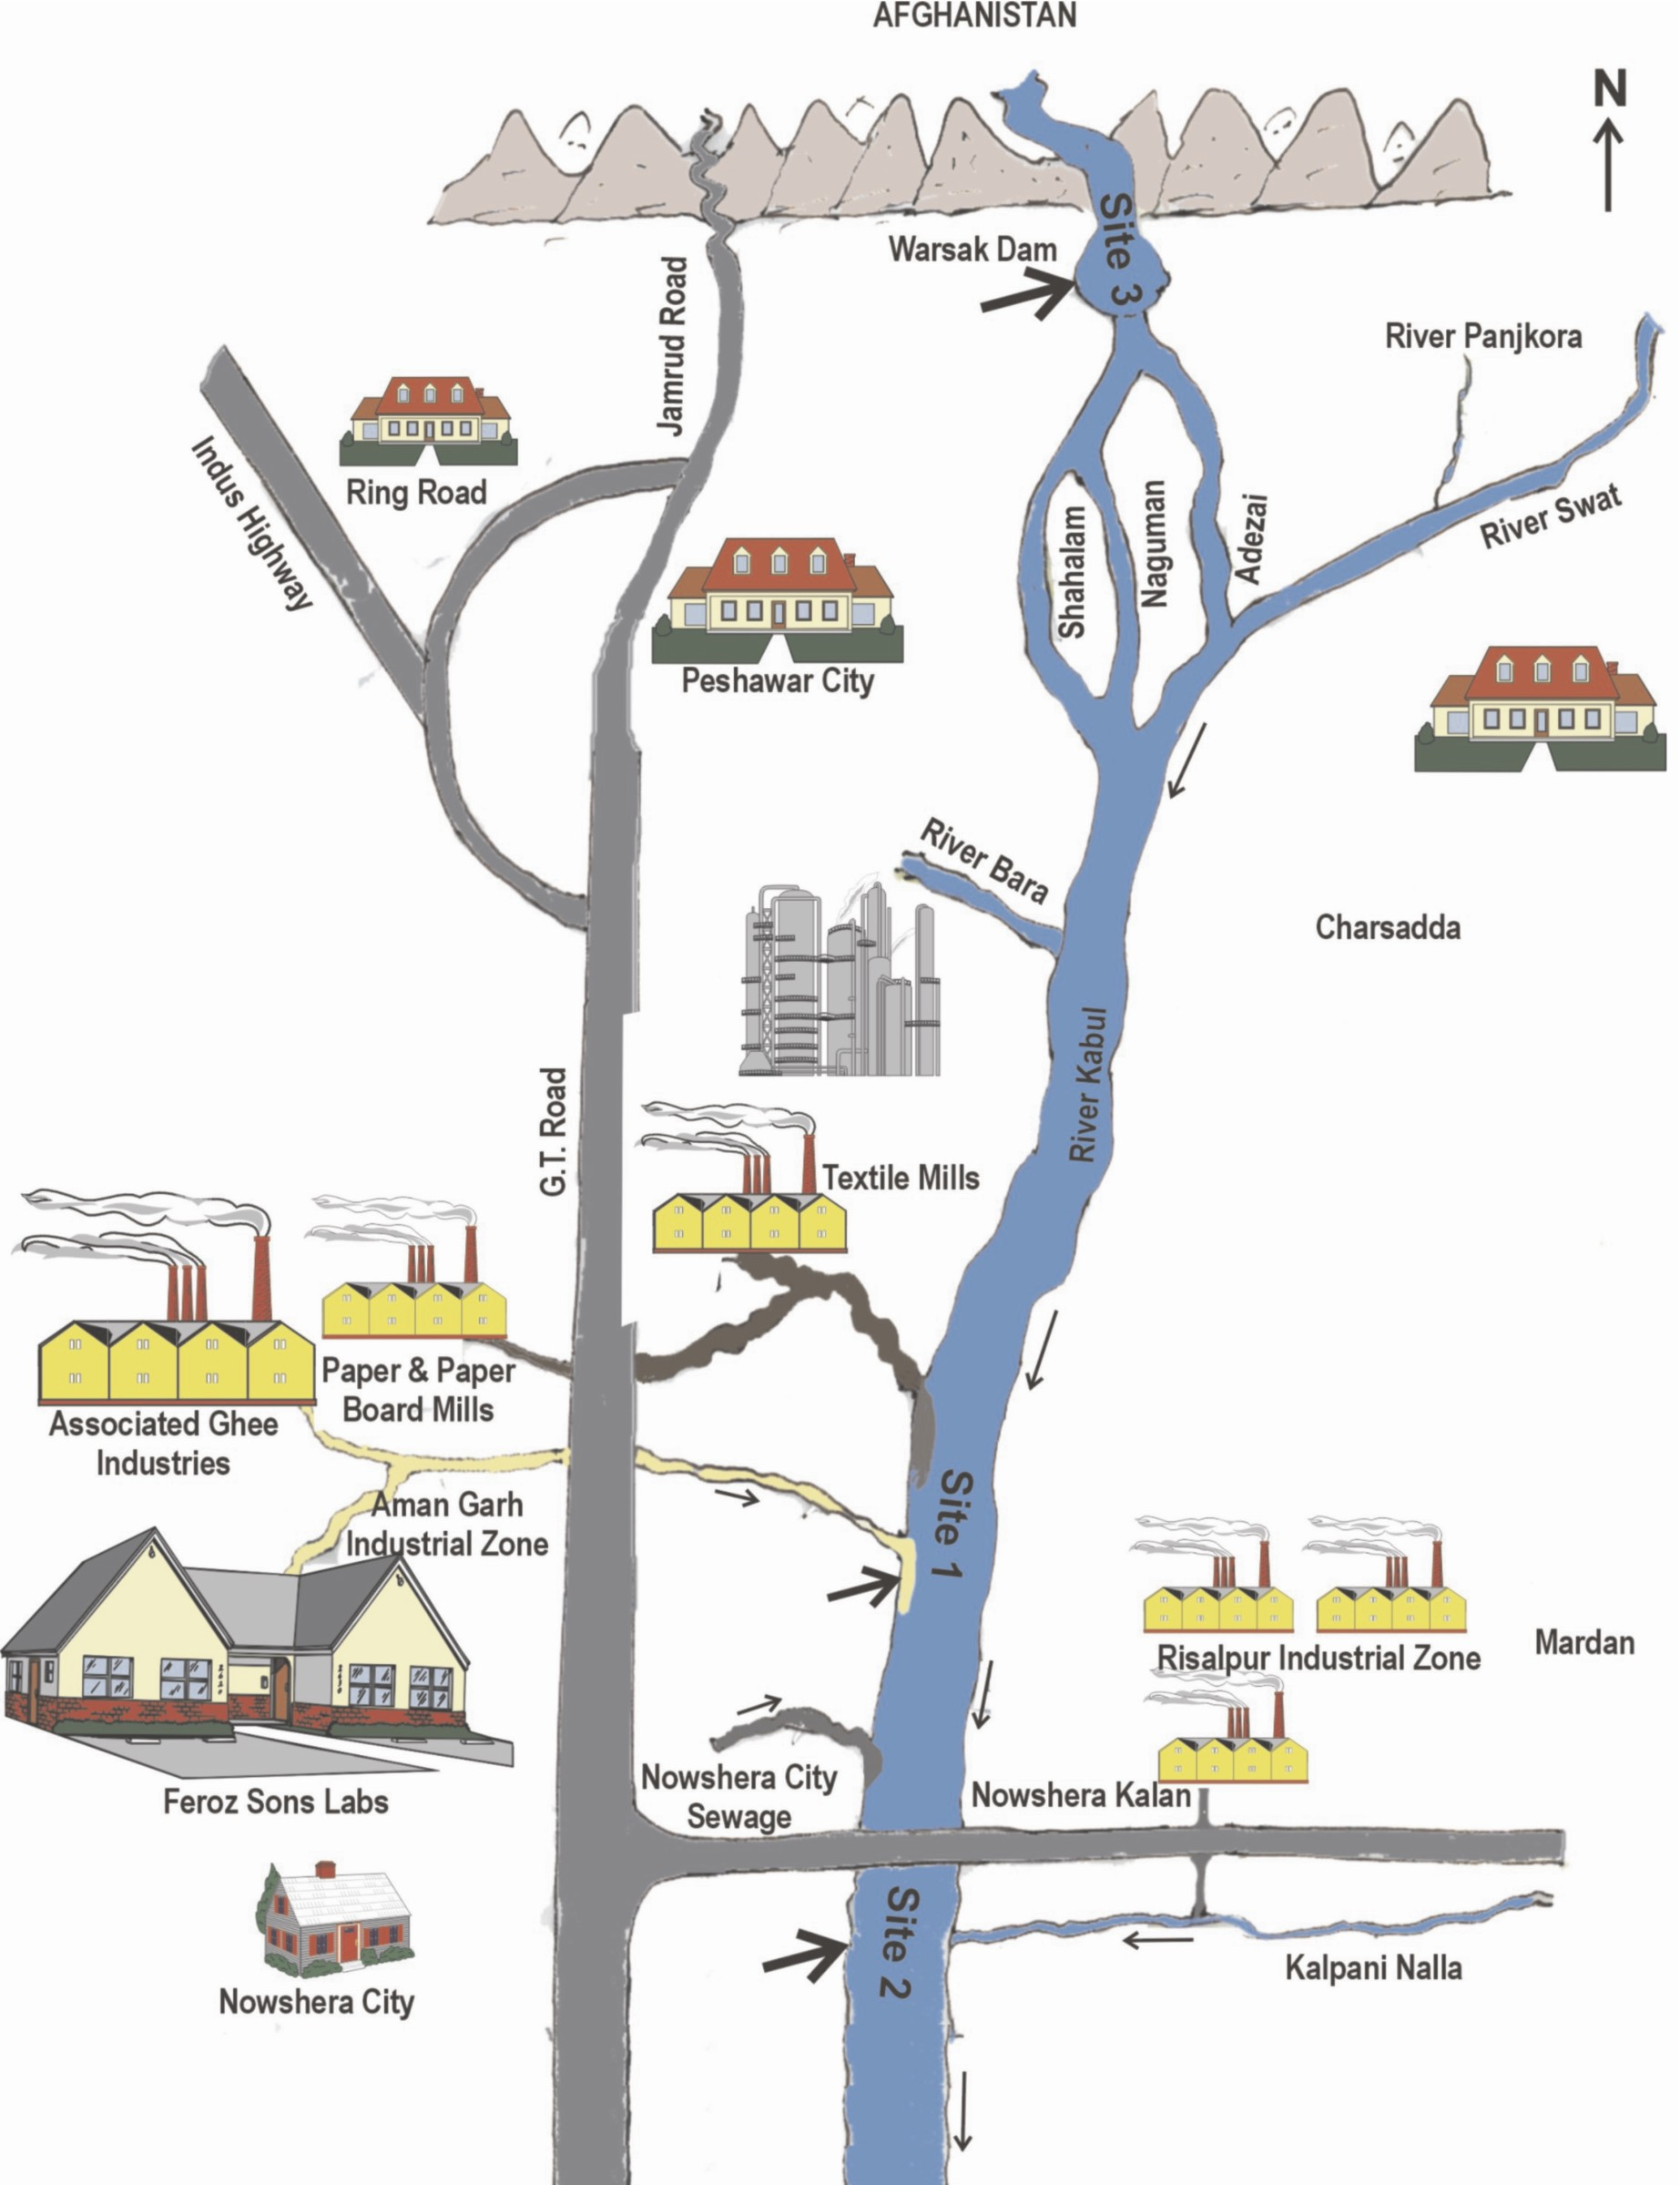 AFGHANISTAN
N
Site 3
Warsak Dam
Jamrud Road
River Panjkora
Indus Highway
Ring Road
River Swat
Shahalam
Naguman
Adezai
Peshawar City
River Bara
Charsadda
River Kabul
G.T. Road
Textile Mills
Paper & Paper
Board Mills
Associated Ghee
Industries
Aman Garh
Industrial Zone
Site 1
Risalpur Industrial Zone
Mardan
Nowshera City
Sewage
Nowshera Kalan
Feroz Sons Labs
Site 2
Kalpani Nalla
Nowshera City